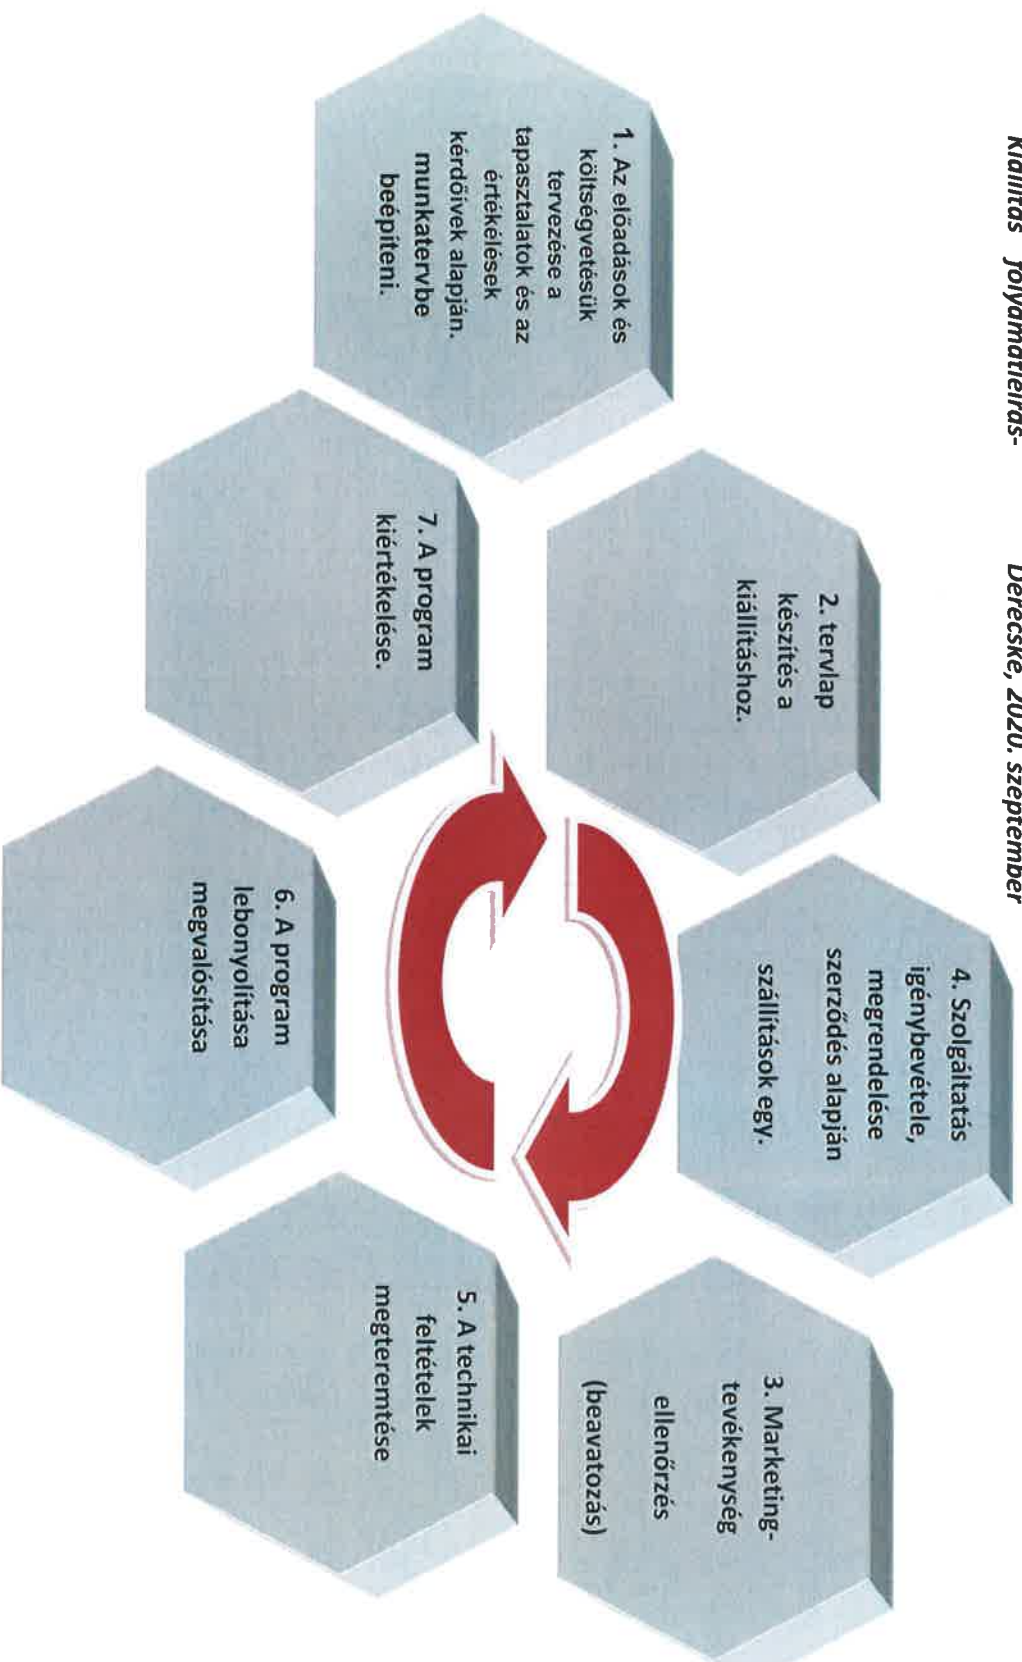 Kiállítás folyamatleírás- Derecske, 2020. szeptember
1. Az előadások és
költségvetésük
tervezése a
tapasztalatok és az
értékélések
kérdőívek alapján.
munkatervbe
beépíteni.
2. tervlap
készítés a
kiállításhoz.
4. Szolgáltatás
igénybevétele,
megrendelése
szerződés alapján
szállítások egy.
3. Marketing-
tevékenység
ellenőrzés
(beavatozás)
7. A program
kiértékelése.
6. A program
lebonyolítása
megvalósítása
5. A technikai
feltételek
megteremtése